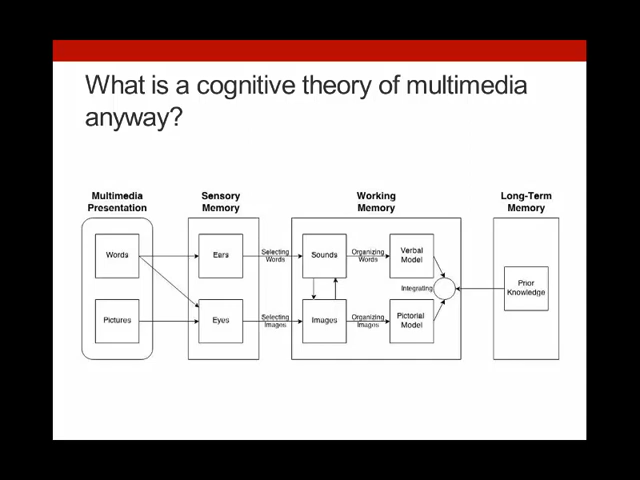 What is a cognitive theory of multimedia
anyway?
Multimedia
Presentation
Sensory
Memory
Working
Memory
Long-Term
Memory
Words
Ears
Selecting
Words
Sounds
Organizing
Words
Verbal
Model
Integrating
Prior
Knowledge
Pictures
Eyes
Selecting
Images
Images
Organizing
Images
Pictorial
Model